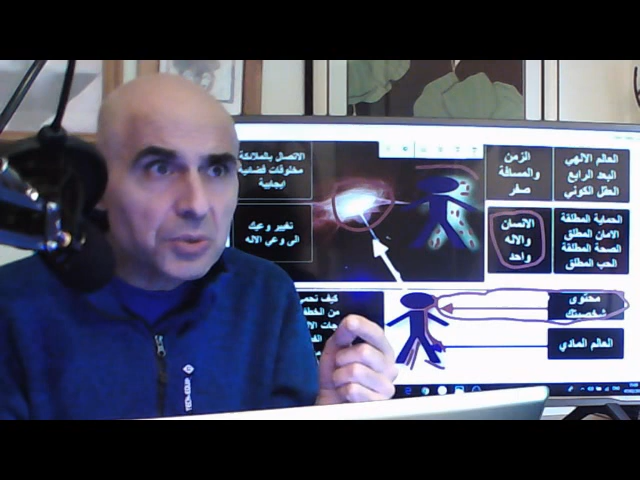 الاتصال بالملائكة
مخلوقات فضائية
ايجابية
تغيير وعيك
الى وعي الاله
الزمن
والمسافة
صفر
الانسان
والاله
واحد
العالم الالهي
البعد الرابع
العقل الكوني
الحماية المطلقة
الامان المطلق
الصحة المطلقة
الحب المطلق
كيف تحمي
من الخطف
محتوى
شخصيتك
العالم المادي